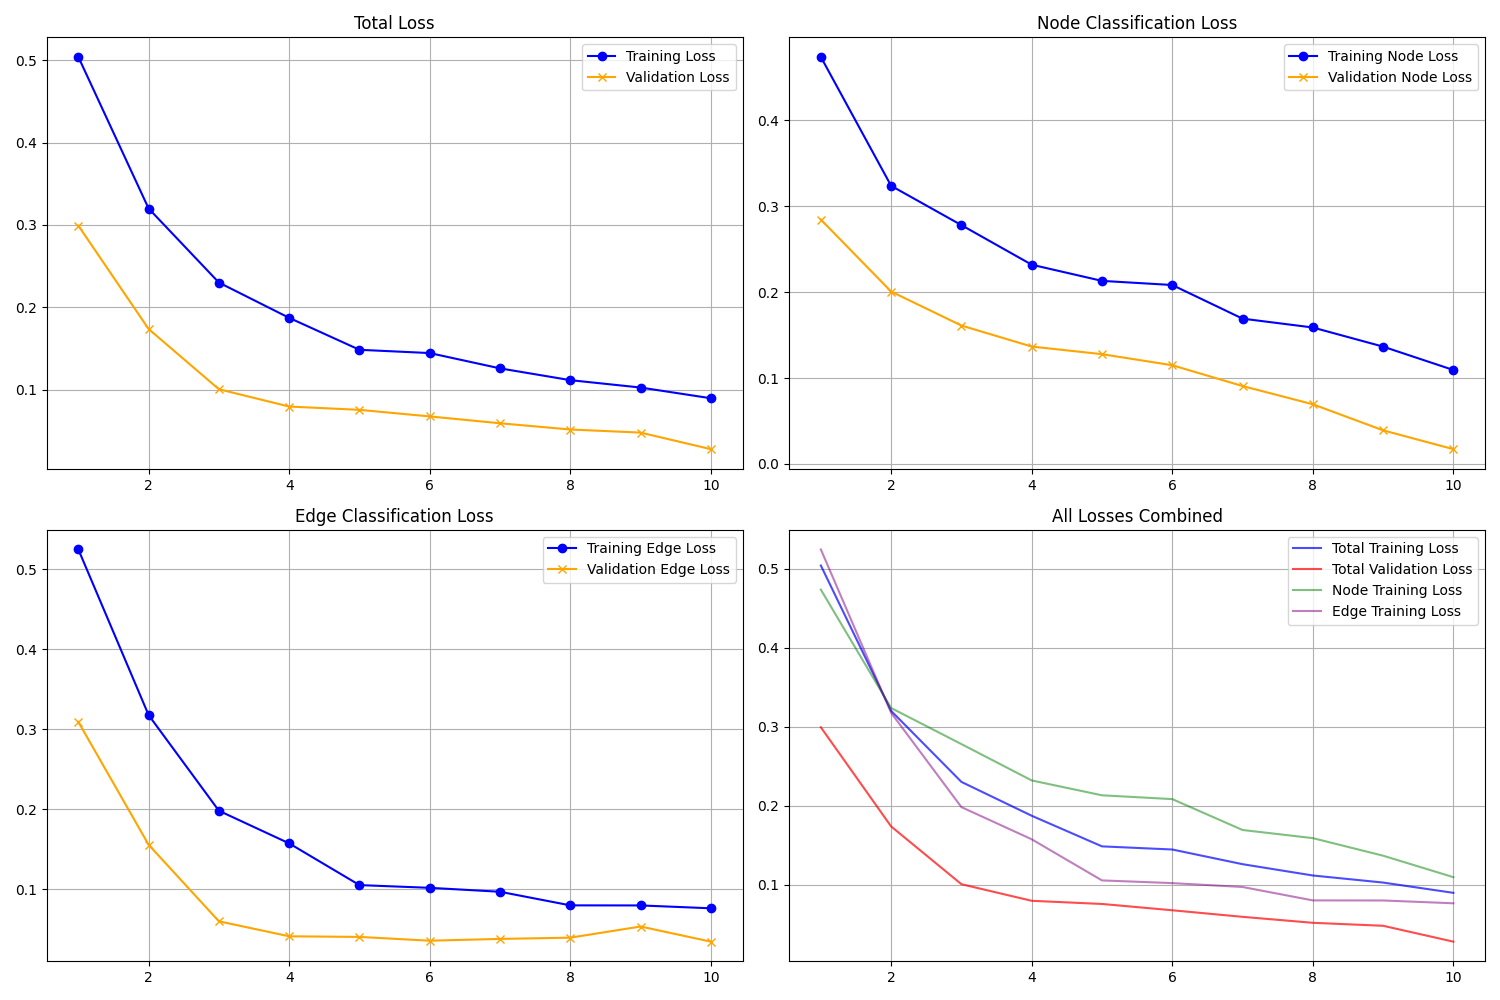 Total Loss
0.5
0.4
0.3
0.2
0.1
Training Loss
Validation Loss
2 4 6 8 10
Node Classification Loss
0.4
0.3
0.2
0.1
0.0
Training Node Loss
Validation Node Loss
2 4 6 8 10
Edge Classification Loss
0.5
0.4
0.3
0.2
0.1
Training Edge Loss
Validation Edge Loss
2 4 6 8 10
All Losses Combined
0.5
0.4
0.3
0.2
0.1
Total Training Loss
Total Validation Loss
Node Training Loss
Edge Training Loss
2 4 6 8 10